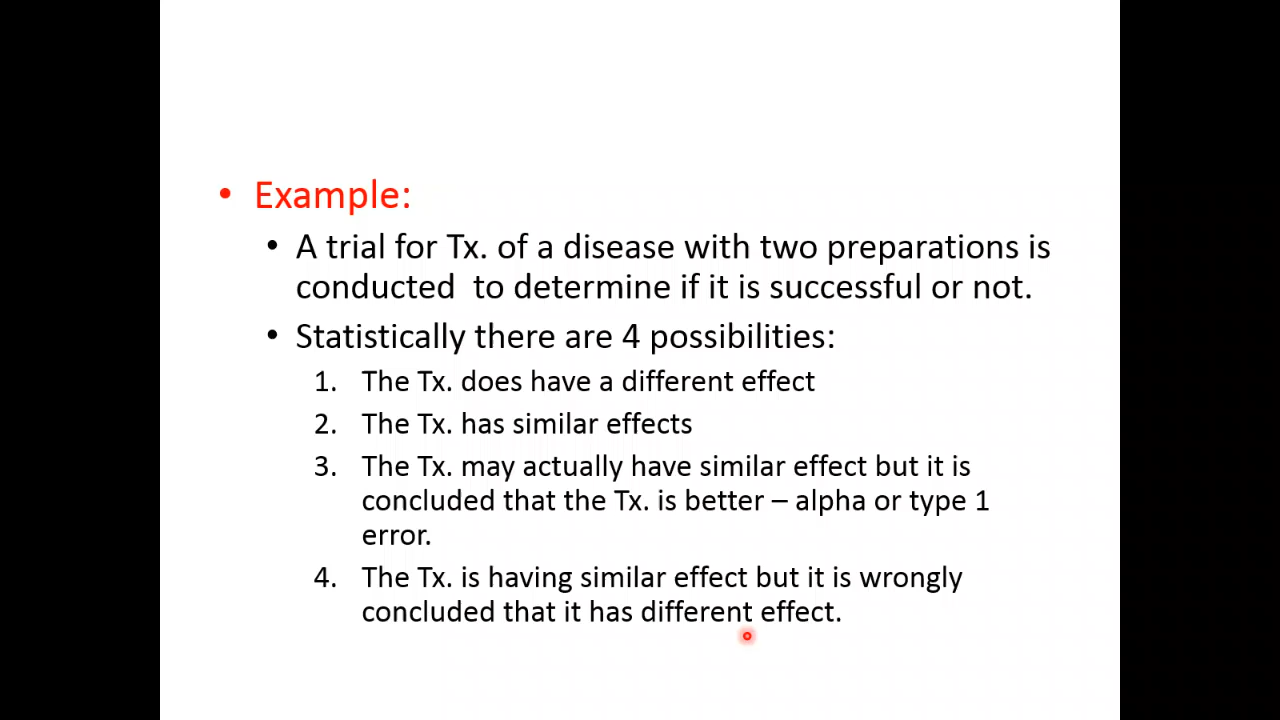 • Example:
• A trial for Tx. of a disease with two preparations is
conducted  to determine if it is successful or not.
• Statistically there are 4 possibilities:
1. The Tx. does have a different effect
2. The Tx. has similar effects
3. The Tx. may actually have similar effect but it is
concluded that the Tx. is better – alpha or type 1
error.
4. The Tx. is having similar effect but it is wrongly
concluded that it has different effect.